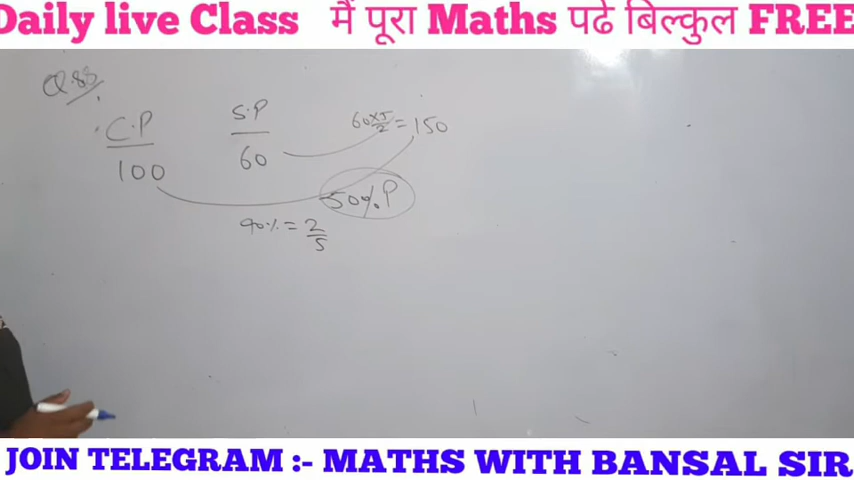 Daily live Class में पूरा Maths पढे बिल्कुल FREE
Q.88
C.P S.P
100 60 60×5/2 = 150
50% P
40% = 2/5
JOIN TELEGRAM :- MATHS WITH BANSAL SIR